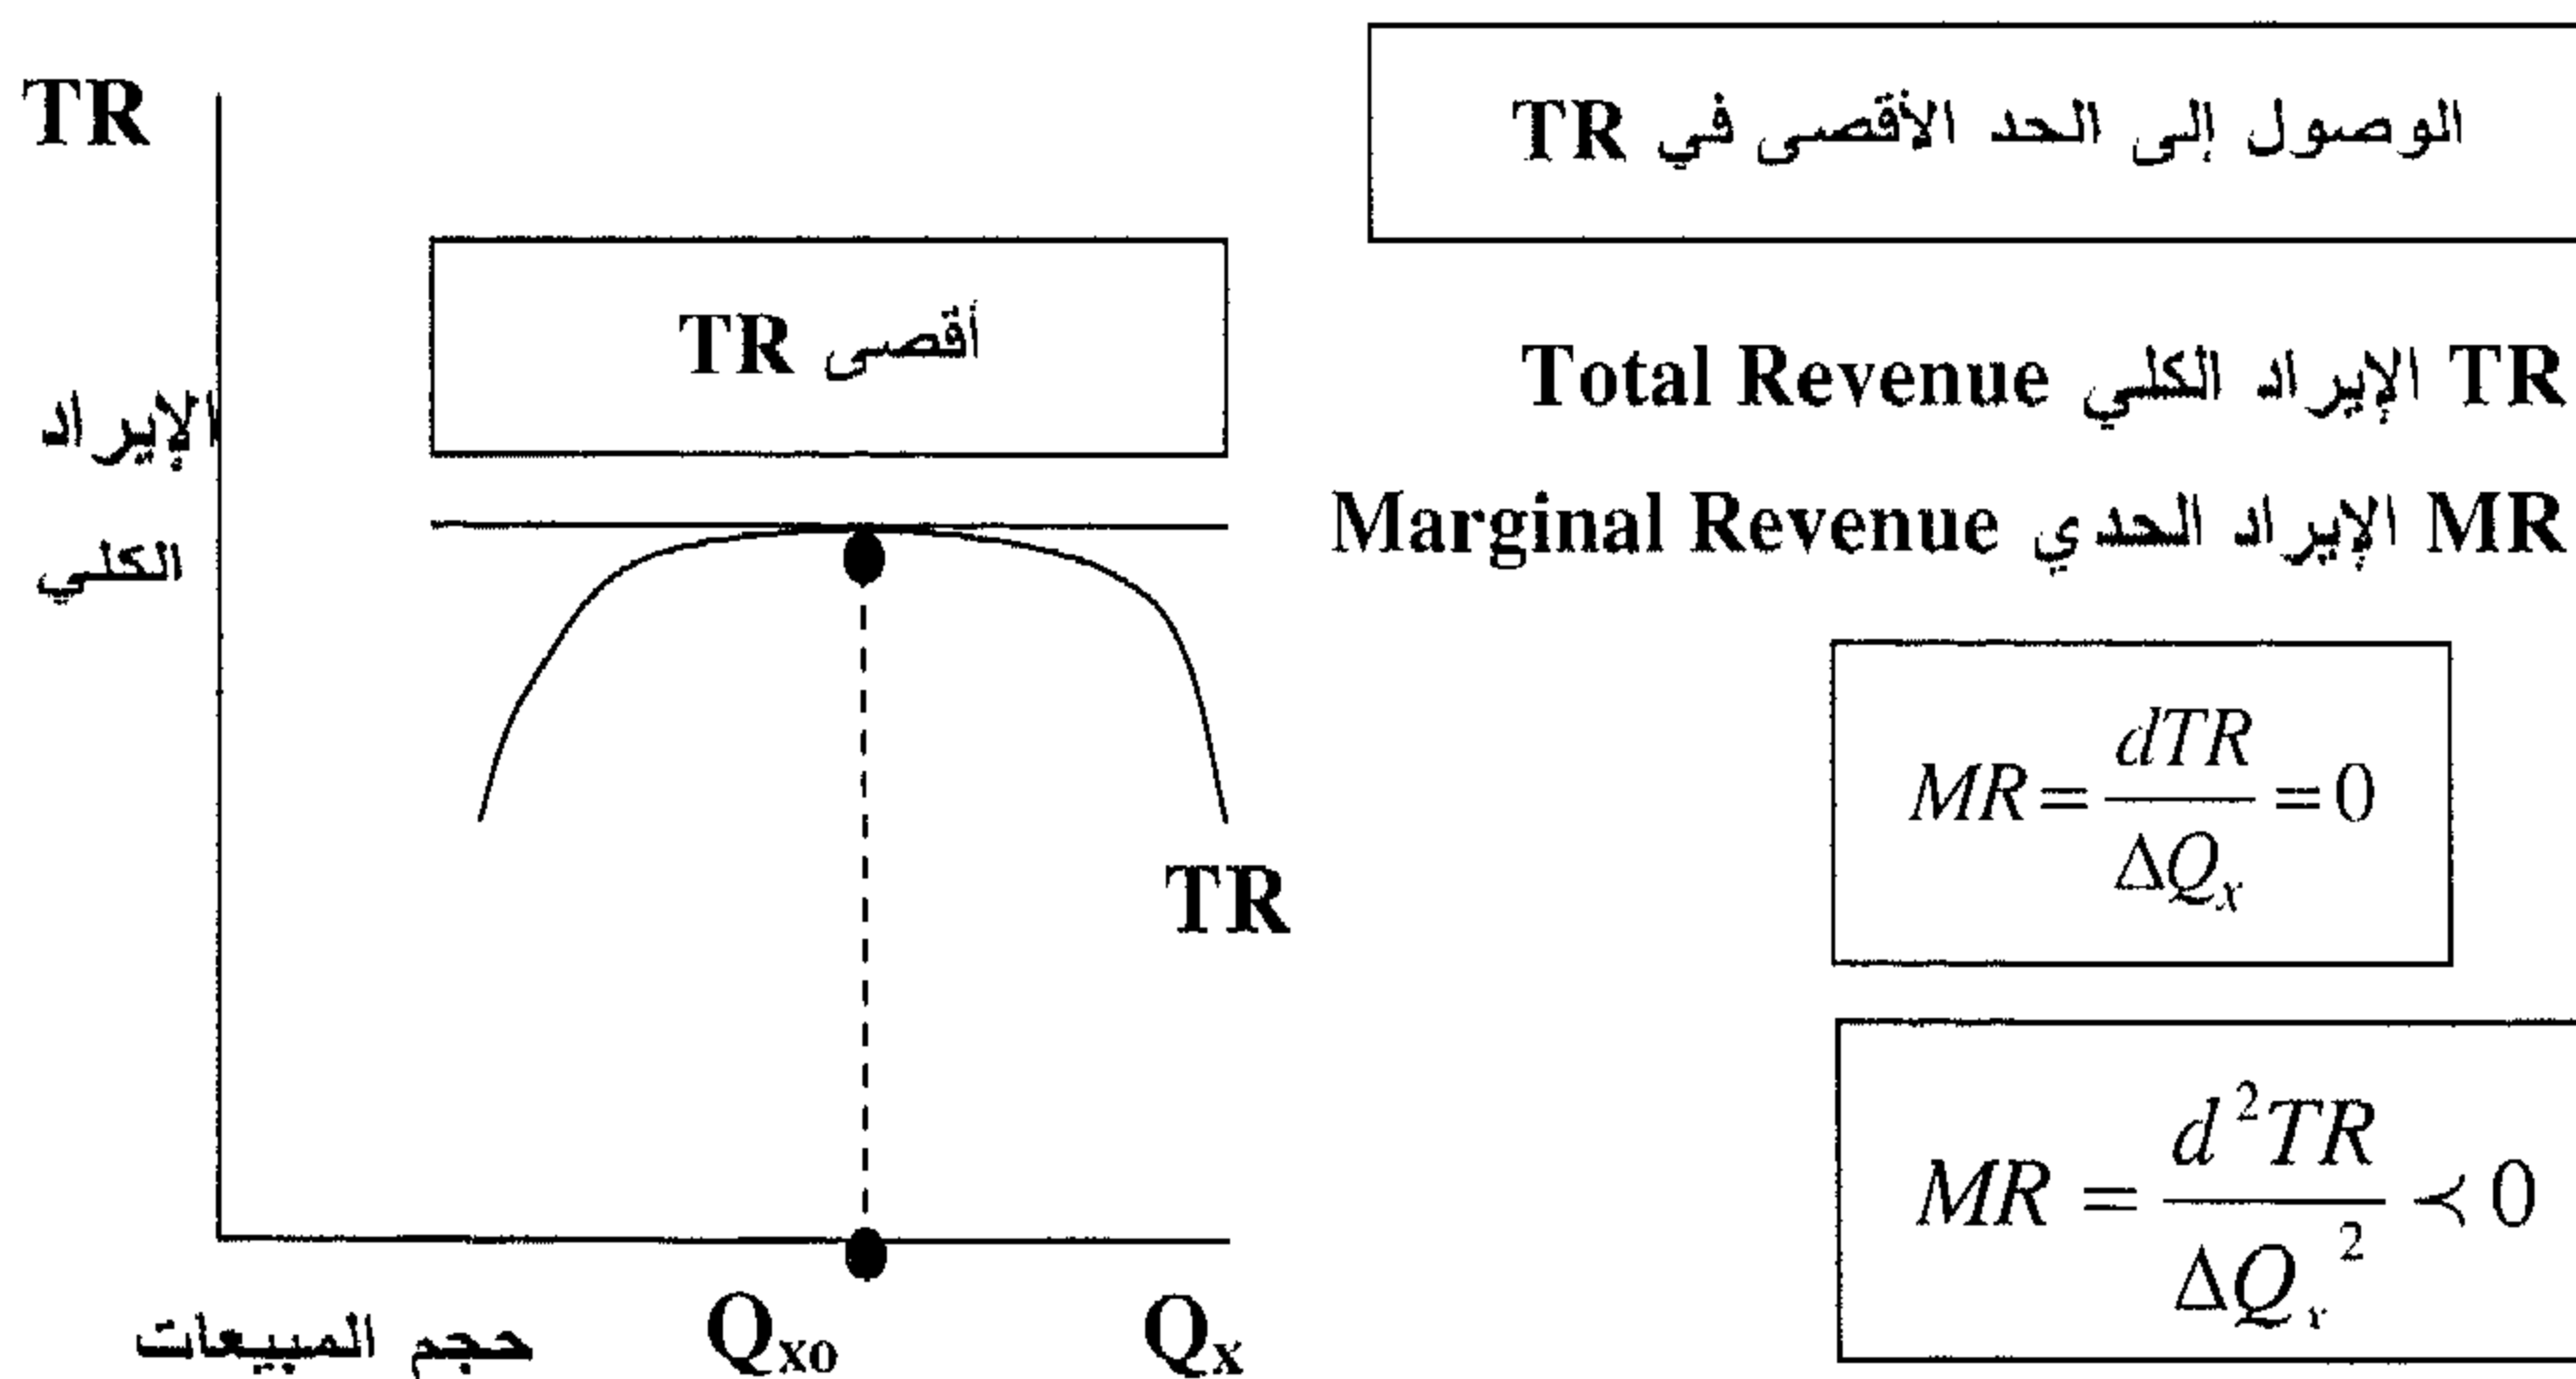 الوصول إلى الحد الأقصى في TR
TR الإيراد الكلي Total Revenue
MR الإيراد الحدي Marginal Revenue
MR = dTR / ΔQₓ = 0
MR = d²TR / ΔQₓ² ≺ 0
TR
أقصى TR
الإيراد
الكلي
TR
حجم المبيعات Qxo Qx